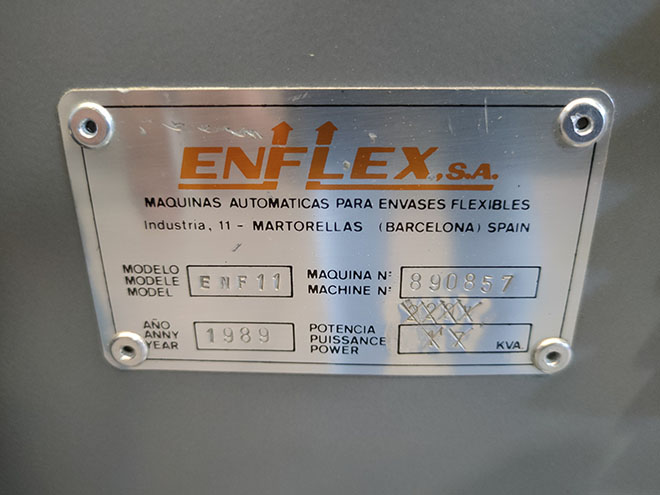 ENFLEX, S.A.
MAQUINAS AUTOMATICAS PARA ENVASES FLEXIBLES
Industria, 11 - MARTORELLAS (BARCELONA) SPAIN
MODELO
MODELE
MODEL
ENF11
MAQUINA Nº
MACHINE Nº
890857
AÑO
ANNY
YEAR
1989
POTENCIA
PUISSANCE
POWER
KVA.